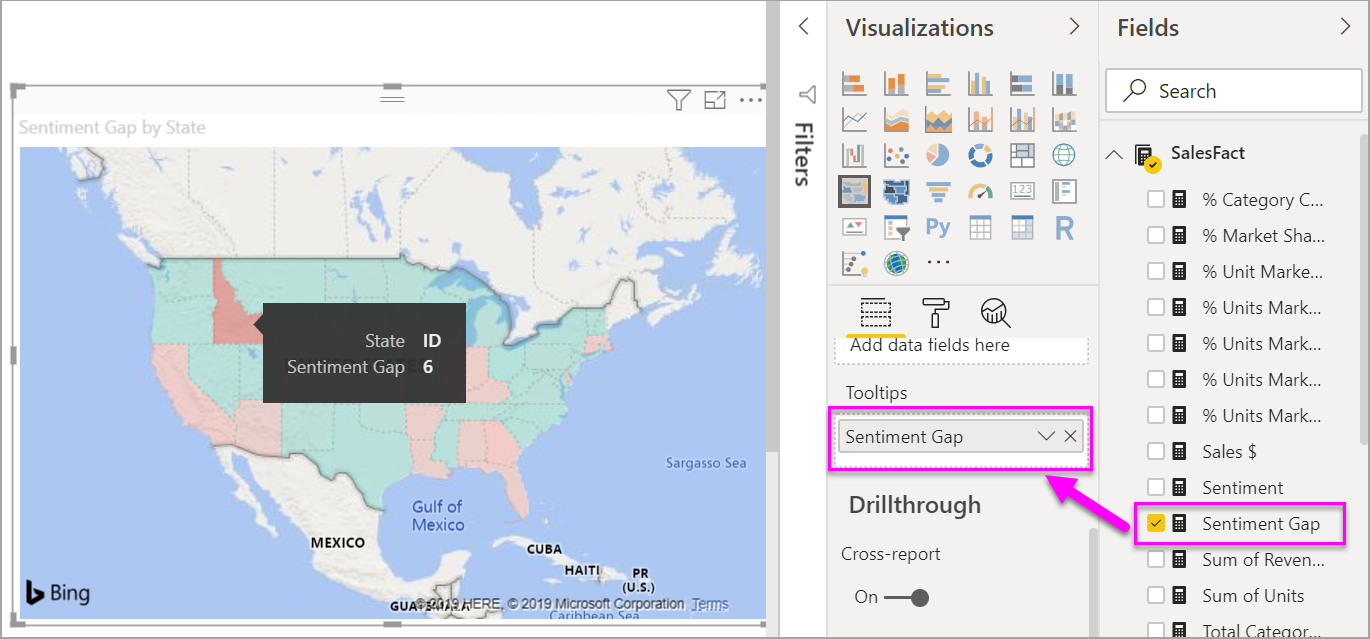 Sentiment Gap by State
State ID
Sentiment Gap 6
Sargasso Sea
Gulf of
Mexico
MEXICO
CUBA
HAITI
PR
(U.S.)
Bing
© 2019 HERE, © 2019 Microsoft Corporation Terms
Caribbean Sea
Filters
Visualizations
123
Py
R
Add data fields here
Tooltips
Sentiment Gap
Drillthrough
Cross-report
On
Fields
Search
SalesFact
% Category C...
% Market Sha...
% Unit Marke...
% Units Mark...
% Units Mark...
% Units Mark...
% Units Mark...
Sales $
Sentiment
Sentiment Gap
Sum of Reven...
Sum of Units
Total Categor...